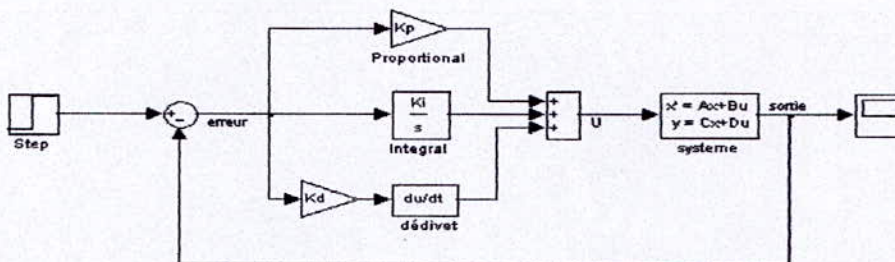 Kp
Proportional
Step
+
-
erreur
Ki
s
Integral
+
+
+
U
x' = Ax+Bu
y = Cx+Du
systeme
sortie
Kd
du/dt
dédivet